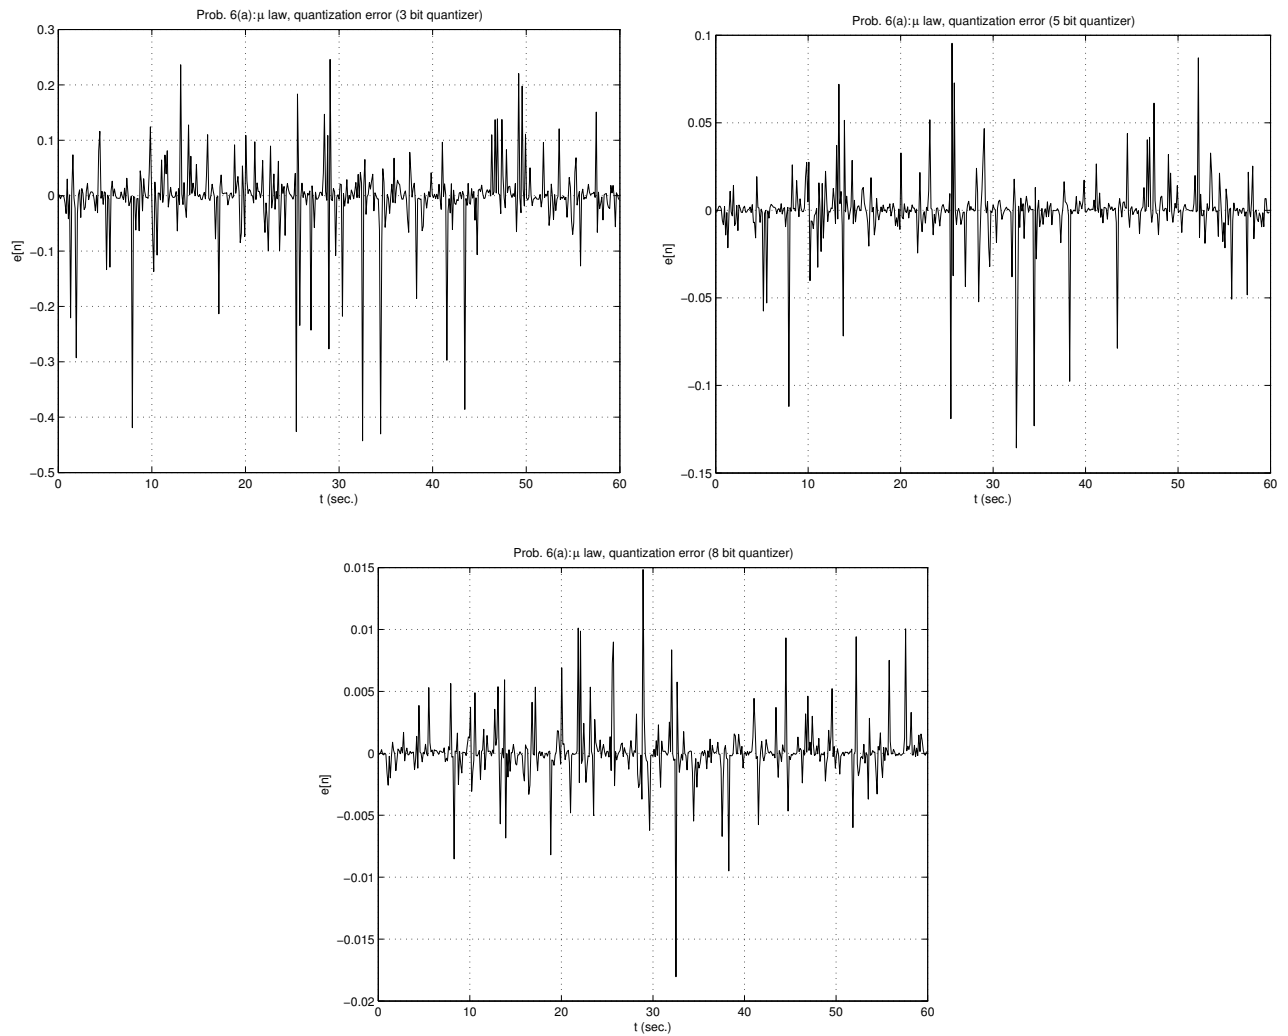 Prob. 6(a): μ law, quantization error (3 bit quantizer)
0.3
0.2
0.1
0
−0.1
−0.2
−0.3
−0.4
−0.5
e[n]
0 10 20 30 40 50 60
t (sec.)
Prob. 6(a): μ law, quantization error (5 bit quantizer)
0.1
0.05
0
−0.05
−0.1
−0.15
e[n]
0 10 20 30 40 50 60
t (sec.)
Prob. 6(a): μ law, quantization error (8 bit quantizer)
0.015
0.01
0.005
0
−0.005
−0.01
−0.015
−0.02
e[n]
0 10 20 30 40 50 60
t (sec.)